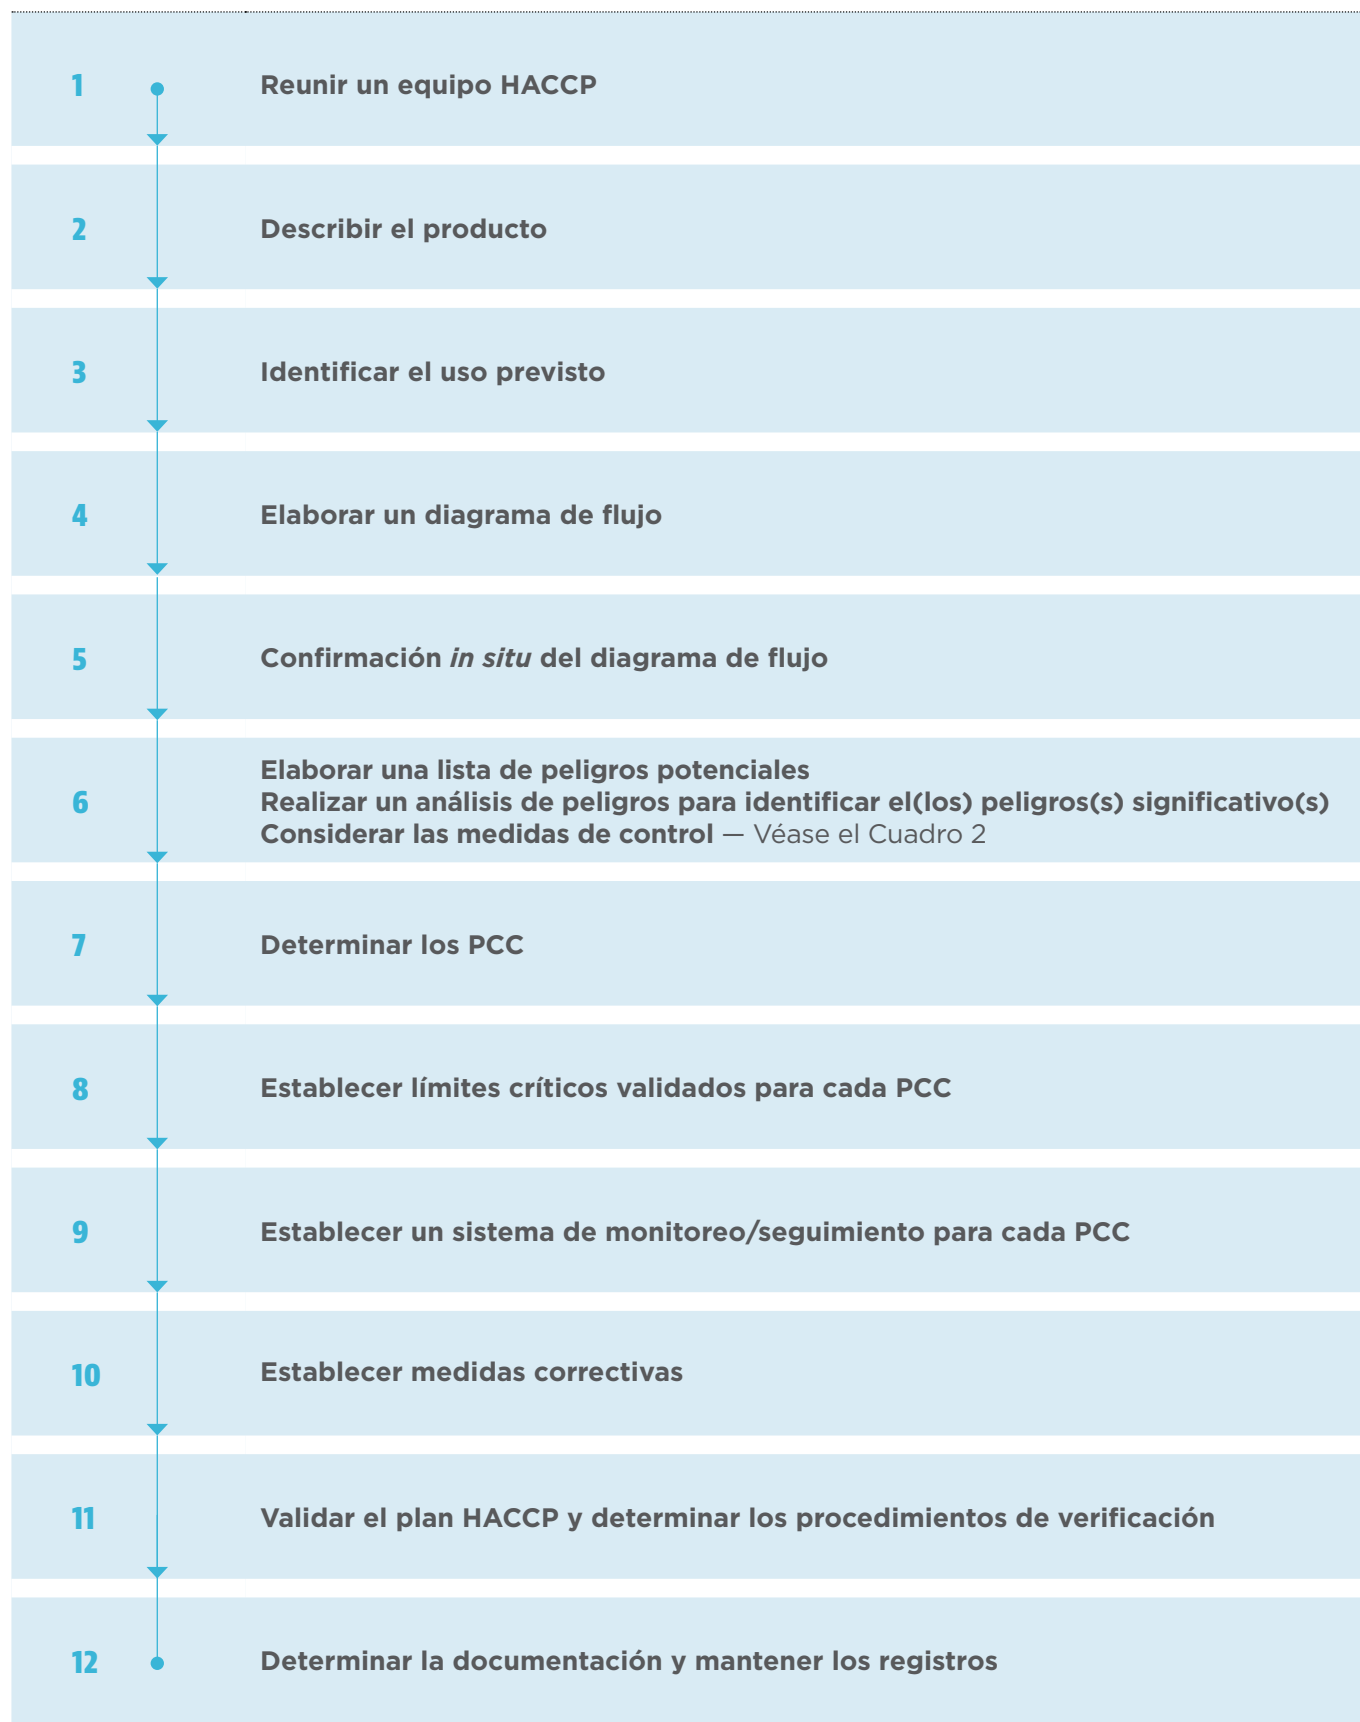 1 Reunir un equipo HACCP
2 Describir el producto
3 Identificar el uso previsto
4 Elaborar un diagrama de flujo
5 Confirmación in situ del diagrama de flujo
Elaborar una lista de peligros potenciales
6 Realizar un análisis de peligros para identificar el(los) peligros(s) significativo(s)
Considerar las medidas de control — Véase el Cuadro 2
7 Determinar los PCC
8 Establecer límites críticos validados para cada PCC
9 Establecer un sistema de monitoreo/seguimiento para cada PCC
10 Establecer medidas correctivas
11 Validar el plan HACCP y determinar los procedimientos de verificación
12 Determinar la documentación y mantener los registros